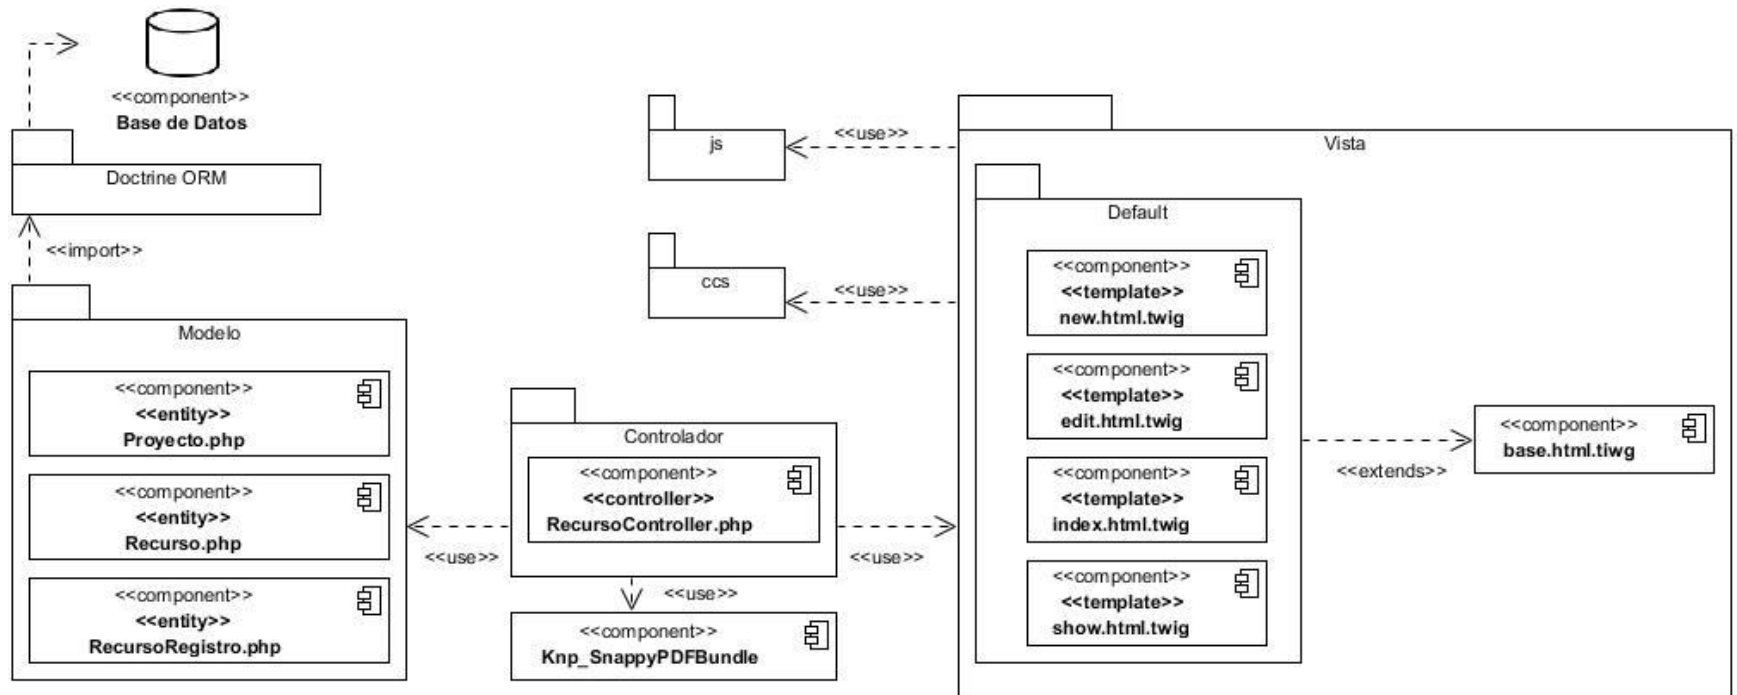 <<component>>
Base de Datos
Doctrine ORM
<<import>>
Modelo
<<component>>
<<entity>>
Proyecto.php
<<component>>
<<entity>>
Recurso.php
<<component>>
<<entity>>
RecursoRegistro.php
<<use>>
Controlador
<<component>>
<<controller>>
RecursoController.php
<<use>>
<<use>>
<<component>>
Knp_SnappyPDFBundle
js
<<use>>
ccs
<<use>>
Vista
Default
<<component>>
<<template>>
new.html.twig
<<component>>
<<template>>
edit.html.twig
<<component>>
<<template>>
index.html.twig
<<component>>
<<template>>
show.html.twig
<<extends>>
<<component>>
base.html.tiwg